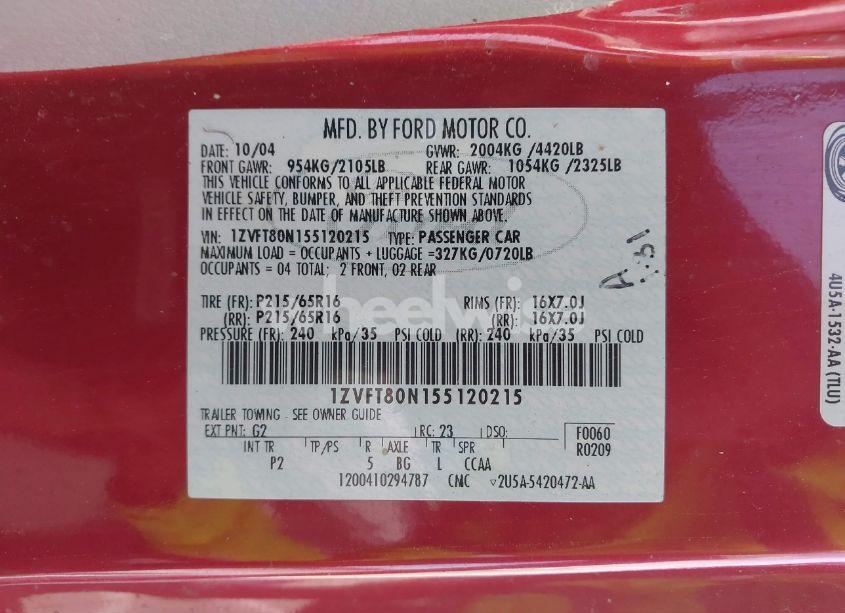 MFD. BY FORD MOTOR CO.
DATE: 10/04 GVWR: 2004KG /4420LB
FRONT GAWR: 954KG/2105LB REAR GAWR: 1054KG /2325LB
THIS VEHICLE CONFORMS TO ALL APPLICABLE FEDERAL MOTOR
VEHICLE SAFETY, BUMPER, AND THEFT PREVENTION STANDARDS
IN EFFECT ON THE DATE OF MANUFACTURE SHOWN ABOVE.
VIN: 1ZVFT80N155120215 TYPE: PASSENGER CAR
MAXIMUM LOAD = OCCUPANTS + LUGGAGE =327KG/0720LB
OCCUPANTS = 04 TOTAL; 2 FRONT, 02 REAR
TIRE (FR): P215/65R16 RIMS (FR): 16X7.0J
(RR): P215/65R16 (RR): 16X7.0J
PRESSURE (FR): 240 kPa/35 PSI COLD (RR): 240 kPa/35 PSI COLD
1ZVFT80N155120215
TRAILER TOWING - SEE OWNER GUIDE
EXT PNT: G2 RC: 23 DSO: F0060
INT TR TP/PS R AXLE TR SPR R0209
P2 5 BG L CCAA
1200410294787 CMC 2U5A-5420472-AA
4U5A-1532-AA (TLU)